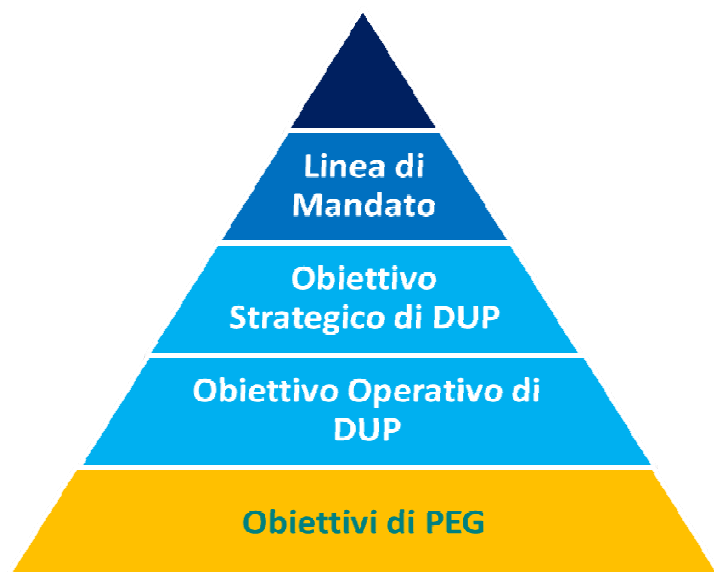 Linea di
Mandato
Obiettivo
Strategico di DUP
Obiettivo Operativo di
DUP
Obiettivi di PEG